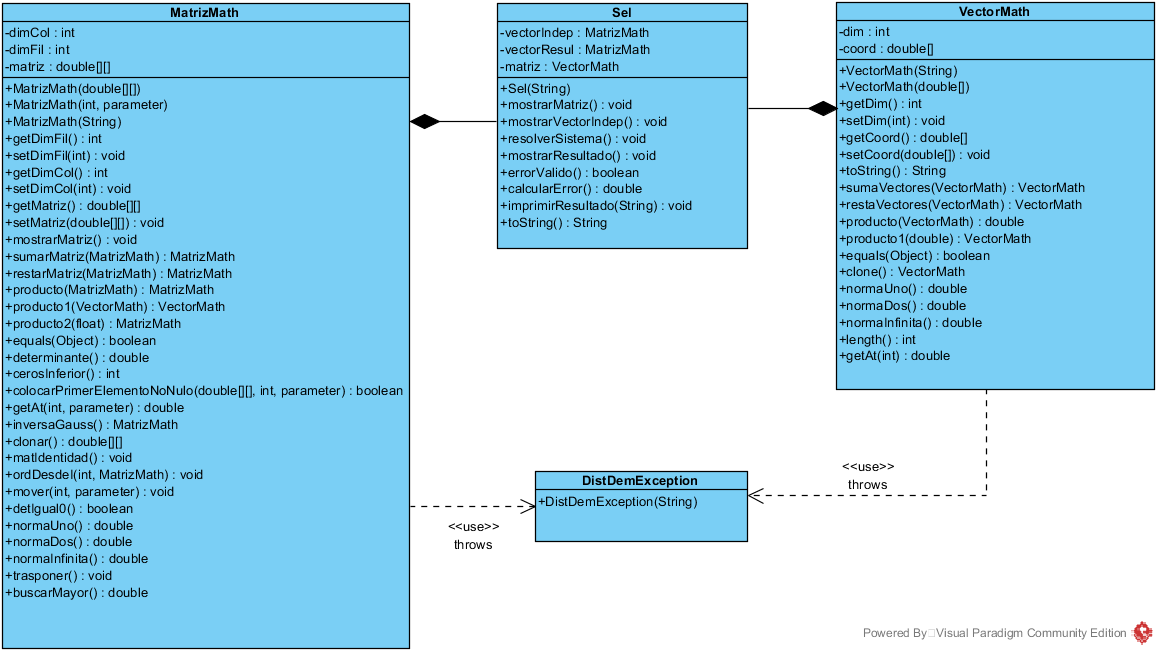 MatrizMath
-dimCol : int
-dimFil : int
-matriz : double[][]
+MatrizMath(double[][])
+MatrizMath(int, parameter)
+MatrizMath(String)
+getDimFil() : int
+setDimFil(int) : void
+getDimCol() : int
+setDimCol(int) : void
+getMatriz() : double[][]
+setMatriz(double[][]) : void
+mostrarMatriz() : void
+sumarMatriz(MatrizMath) : MatrizMath
+restarMatriz(MatrizMath) : MatrizMath
+producto(MatrizMath) : MatrizMath
+producto1(VectorMath) : VectorMath
+producto2(float) : MatrizMath
+equals(Object) : boolean
+determinante() : double
+cerosInferior() : int
+colocarPrimerElementoNoNulo(double[][], int, parameter) : boolean
+getAt(int, parameter) : double
+inversaGauss() : MatrizMath
+clonar() : double[][]
+matIdentidad() : void
+ordDesdeI(int, MatrizMath) : void
+mover(int, parameter) : void
+detIgual0() : boolean
+normaUno() : double
+normaDos() : double
+normaInfinita() : double
+trasponer() : void
+buscarMayor() : double
Sel
-vectorIndep : MatrizMath
-vectorResul : MatrizMath
-matriz : VectorMath
+Sel(String)
+mostrarMatriz() : void
+mostrarVectorIndep() : void
+resolverSistema() : void
+mostrarResultado() : void
+errorValido() : boolean
+calcularError() : double
+imprimirResultado(String) : void
+toString() : String
VectorMath
-dim : int
-coord : double[]
+VectorMath(String)
+VectorMath(double[])
+getDim() : int
+setDim(int) : void
+getCoord() : double[]
+setCoord(double[]) : void
+toString() : String
+sumaVectores(VectorMath) : VectorMath
+restaVectores(VectorMath) : VectorMath
+producto(VectorMath) : double
+producto1(double) : VectorMath
+equals(Object) : boolean
+clone() : VectorMath
+normaUno() : double
+normaDos() : double
+normaInfinita() : double
+length() : int
+getAt(int) : double
<<use>>
throws
DistDemException
+DistDemException(String)
<<use>>
throws
Powered By Visual Paradigm Community Edition